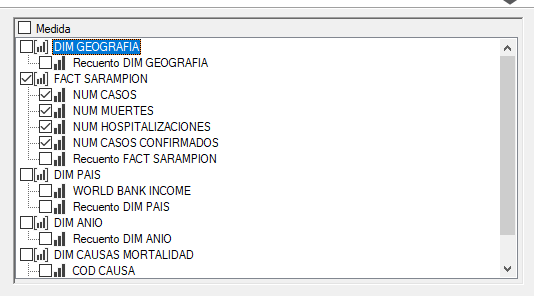 Medida
DIM GEOGRAFIA
Recuento DIM GEOGRAFIA
FACT SARAMPION
NUM CASOS
NUM MUERTES
NUM HOSPITALIZACIONES
NUM CASOS CONFIRMADOS
Recuento FACT SARAMPION
DIM PAIS
WORLD BANK INCOME
Recuento DIM PAIS
DIM ANIO
Recuento DIM ANIO
DIM CAUSAS MORTALIDAD
COD CAUSA